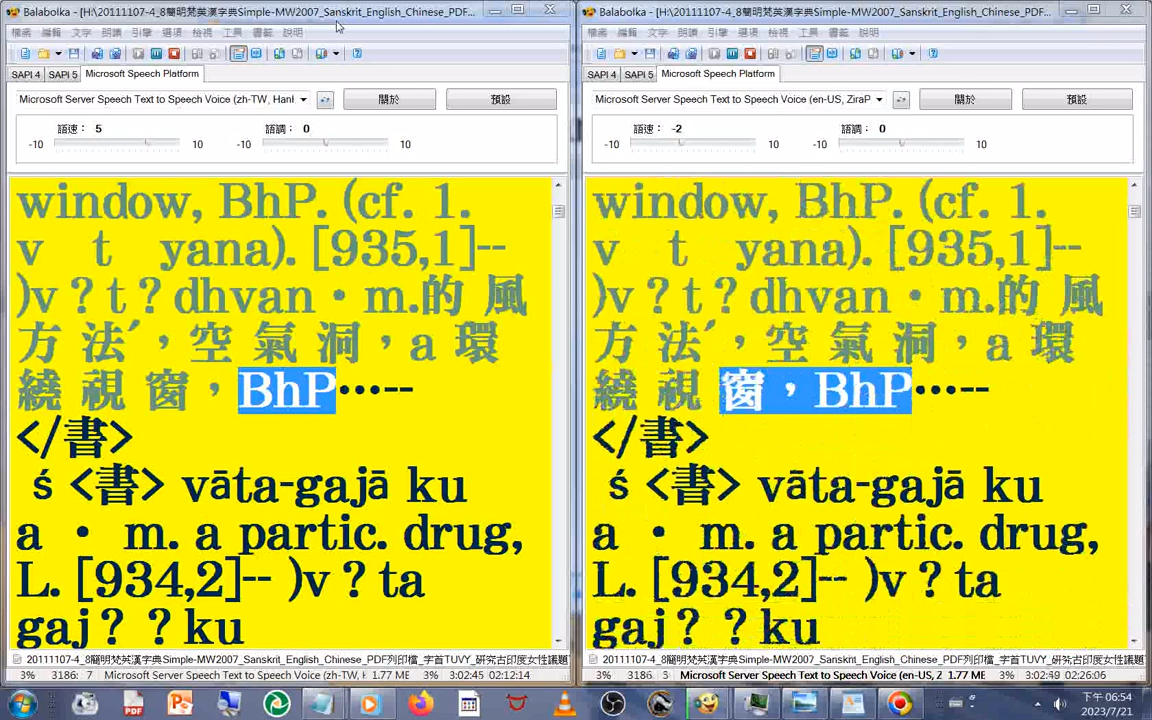 Balabolka - [H:\20111107-4_8簡明梵英漢字典Simple-MW2007_Sanskrit_English_Chinese_PDF...
檔案 編輯 文字 朗讀 引擎 選項 檢視 工具 書籤 說明
SAPI 4 SAPI 5 Microsoft Speech Platform
Microsoft Server Speech Text to Speech Voice (zh-TW, Hanl 關於 預設
語速： 5 語調： 0
-10 10 -10 10
window, BhP. (cf. 1.
v t yana). [935,1]--
)v？t？dhvan‧m.的 風
方 法ˊ，空 氣 洞，a 環
繞 視 窗，BhP…--
</書>
ś <書> vāta-gajā ku
a ‧ m. a partic. drug,
L. [934,2]-- )v？ta
gaj？？ku
20111107-4_8簡明梵英漢字典Simple-MW2007_Sanskrit_English_Chinese_PDF列印檔_字首TUVY_研究古印度女性議題
3% 3186: 7 Microsoft Server Speech Text to Speech Voice (zh-TW, H 1.77 MB 3% 3:02:45 02:12:14
Balabolka - [H:\20111107-4_8簡明梵英漢字典Simple-MW2007_Sanskrit_English_Chinese_PDF...
檔案 編輯 文字 朗讀 引擎 選項 檢視 工具 書籤 說明
SAPI 4 SAPI 5 Microsoft Speech Platform
Microsoft Server Speech Text to Speech Voice (en-US, ZiraP 關於 預設
語速： -2 語調： 0
-10 10 -10 10
window, BhP. (cf. 1.
v t yana). [935,1]--
)v？t？dhvan‧m.的 風
方 法ˊ，空 氣 洞，a 環
繞 視 窗，BhP…--
</書>
ś <書> vāta-gajā ku
a ‧ m. a partic. drug,
L. [934,2]-- )v？ta
gaj？？ku
20111107-4_8簡明梵英漢字典Simple-MW2007_Sanskrit_English_Chinese_PDF列印檔_字首TUVY_研究古印度女性議題
3% 3186: 5 Microsoft Server Speech Text to Speech Voice (en-US, Z 1.77 MB 3% 3:02:49 02:26:06
下午 06:54
2023/7/21